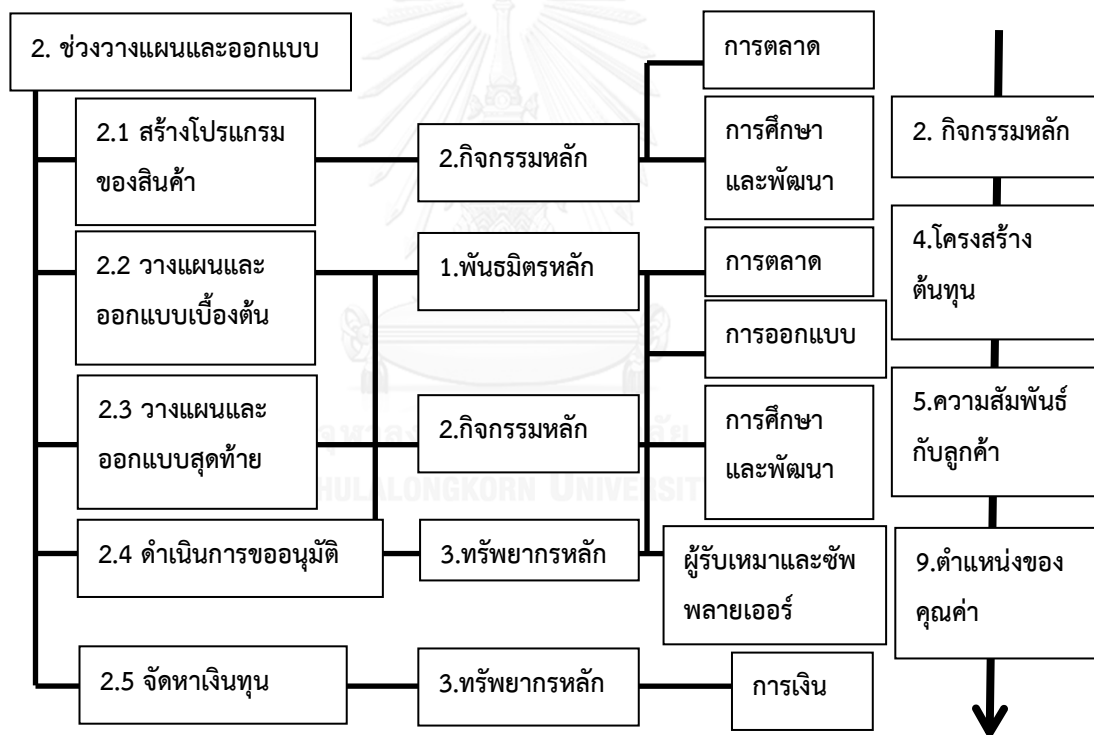 2. ช่วงวางแผนและออกแบบ
2.1 สร้างโปรแกรม
ของสินค้า
2.กิจกรรมหลัก
การตลาด
การศึกษา
และพัฒนา
2.2 วางแผนและ
ออกแบบเบื้องต้น
1.พันธมิตรหลัก
การตลาด
การออกแบบ
2.3 วางแผนและ
ออกแบบสุดท้าย
2.กิจกรรมหลัก
การศึกษา
และพัฒนา
2.4 ดำเนินการขออนุมัติ
3.ทรัพยากรหลัก
ผู้รับเหมาและซัพ
พลายเออร์
2.5 จัดหาเงินทุน
3.ทรัพยากรหลัก
การเงิน
2. กิจกรรมหลัก
4.โครงสร้าง
ต้นทุน
5.ความสัมพันธ์
กับลูกค้า
9.ตำแหน่งของ
คุณค่า
HULALONGKORN UNIVERSIT